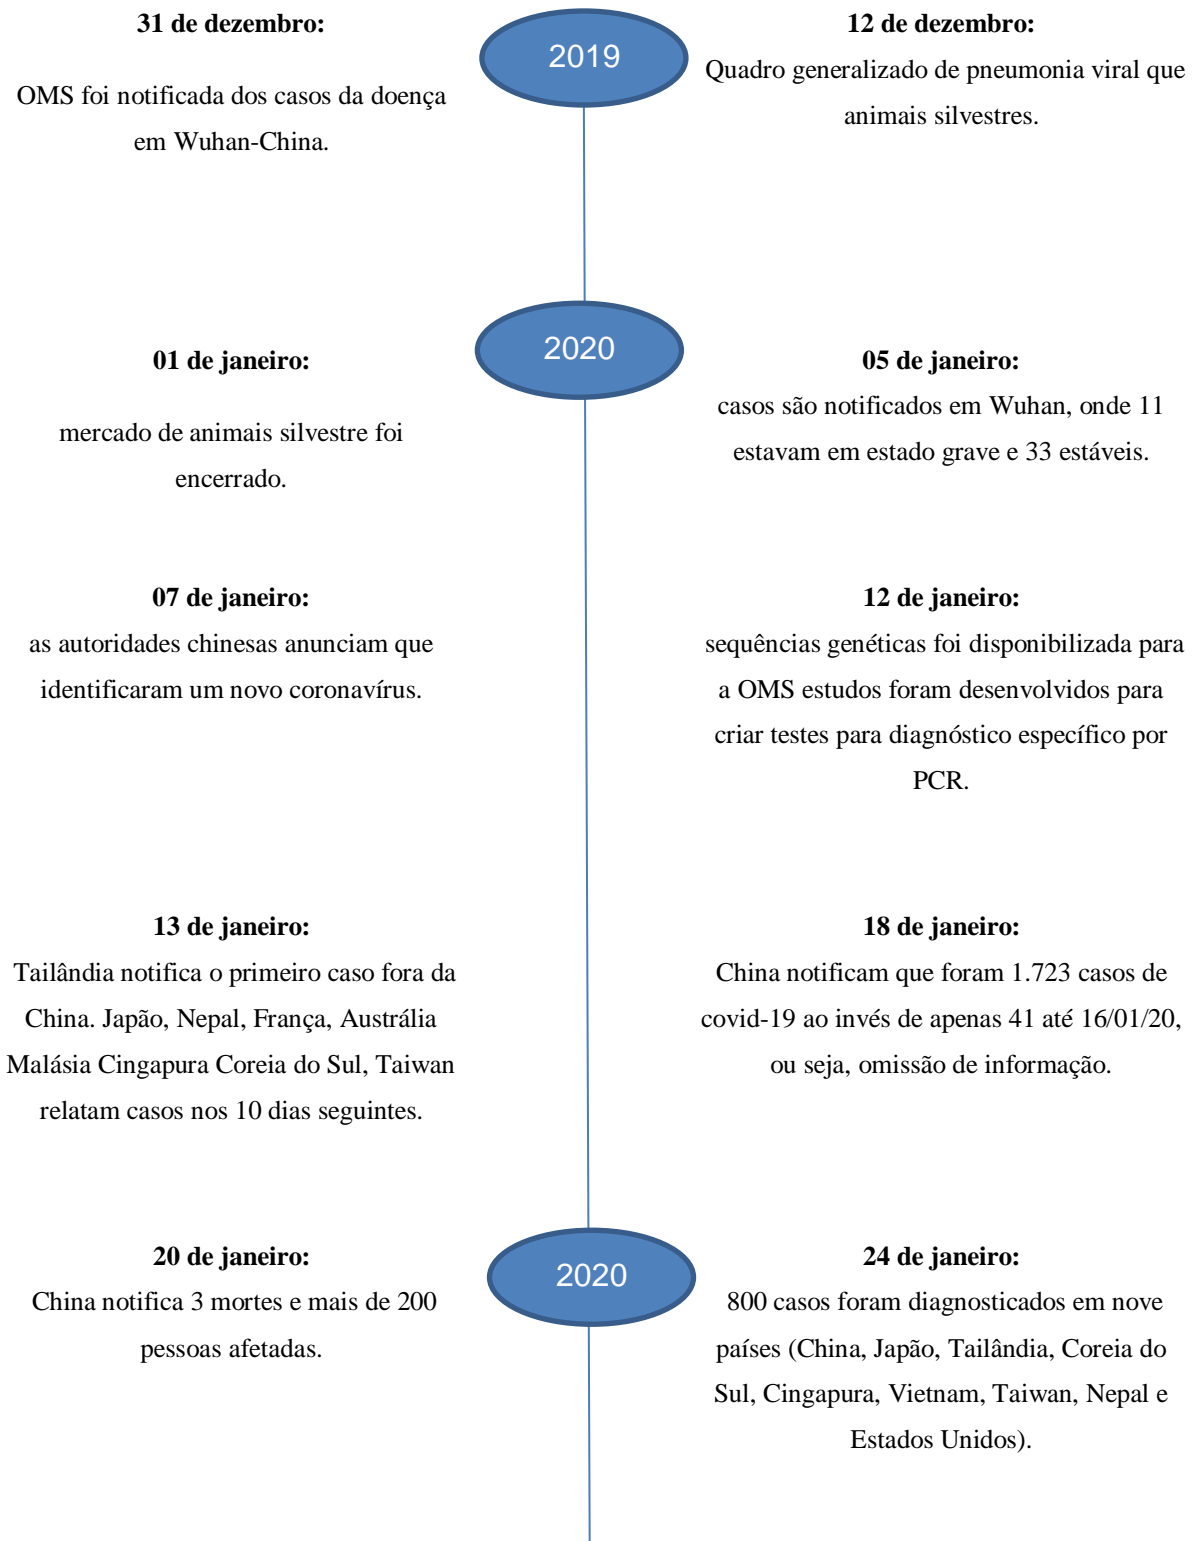 31 de dezembro:
OMS foi notificada dos casos da doença
em Wuhan-China.
2019
12 de dezembro:
Quadro generalizado de pneumonia viral que
animais silvestres.
01 de janeiro:
mercado de animais silvestre foi
encerrado.
2020
05 de janeiro:
casos são notificados em Wuhan, onde 11
estavam em estado grave e 33 estáveis.
07 de janeiro:
as autoridades chinesas anunciam que
identificaram um novo coronavírus.
12 de janeiro:
sequências genéticas foi disponibilizada para
a OMS estudos foram desenvolvidos para
criar testes para diagnóstico específico por
PCR.
13 de janeiro:
Tailândia notifica o primeiro caso fora da
China. Japão, Nepal, França, Austrália
Malásia Cingapura Coreia do Sul, Taiwan
relatam casos nos 10 dias seguintes.
18 de janeiro:
China notificam que foram 1.723 casos de
covid-19 ao invés de apenas 41 até 16/01/20,
ou seja, omissão de informação.
20 de janeiro:
China notifica 3 mortes e mais de 200
pessoas afetadas.
2020
24 de janeiro:
800 casos foram diagnosticados em nove
países (China, Japão, Tailândia, Coreia do
Sul, Cingapura, Vietnam, Taiwan, Nepal e
Estados Unidos).